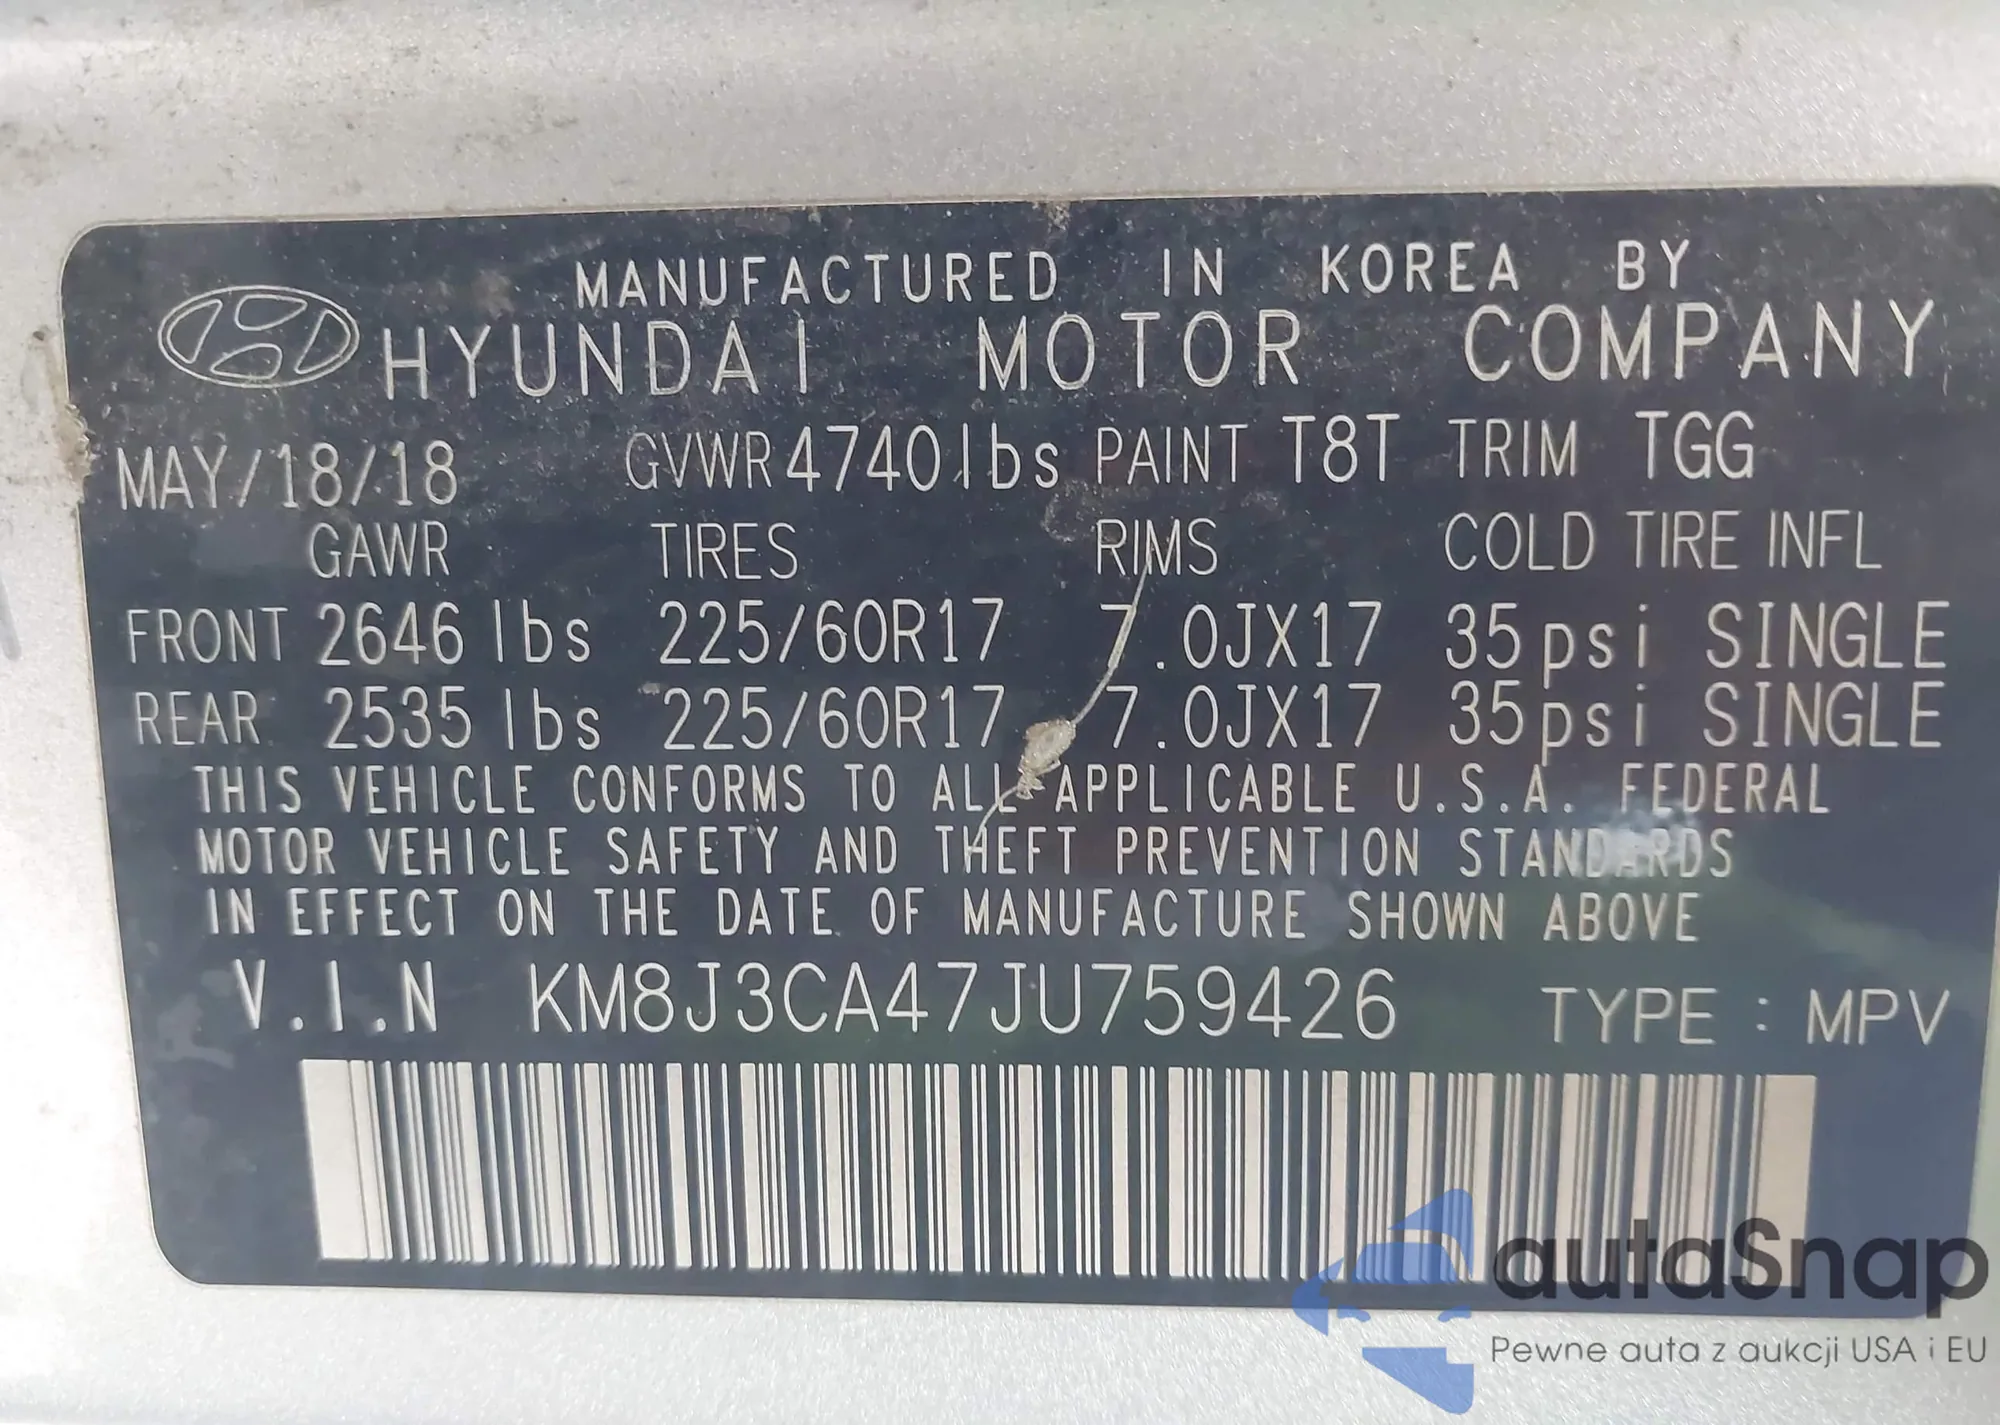 MANUFACTURED IN KOREA BY
HYUNDAI MOTOR COMPANY
MAY/18/18 GVWR 4740lbs PAINT T8T TRIM TGG
GAWR TIRES RIMS COLD TIRE INFL
FRONT 2646 lbs 225/60R17 7.0JX17 35psi SINGLE
REAR 2535 lbs 225/60R17 7.0JX17 35psi SINGLE
THIS VEHICLE CONFORMS TO ALL APPLICABLE U.S.A. FEDERAL
MOTOR VEHICLE SAFETY AND THEFT PREVENTION STANDARDS
IN EFFECT ON THE DATE OF MANUFACTURE SHOWN ABOVE
V.I.N KM8J3CA47JU759426 TYPE : MPV
autaSnap
Pewne auta z aukcji USA i EU